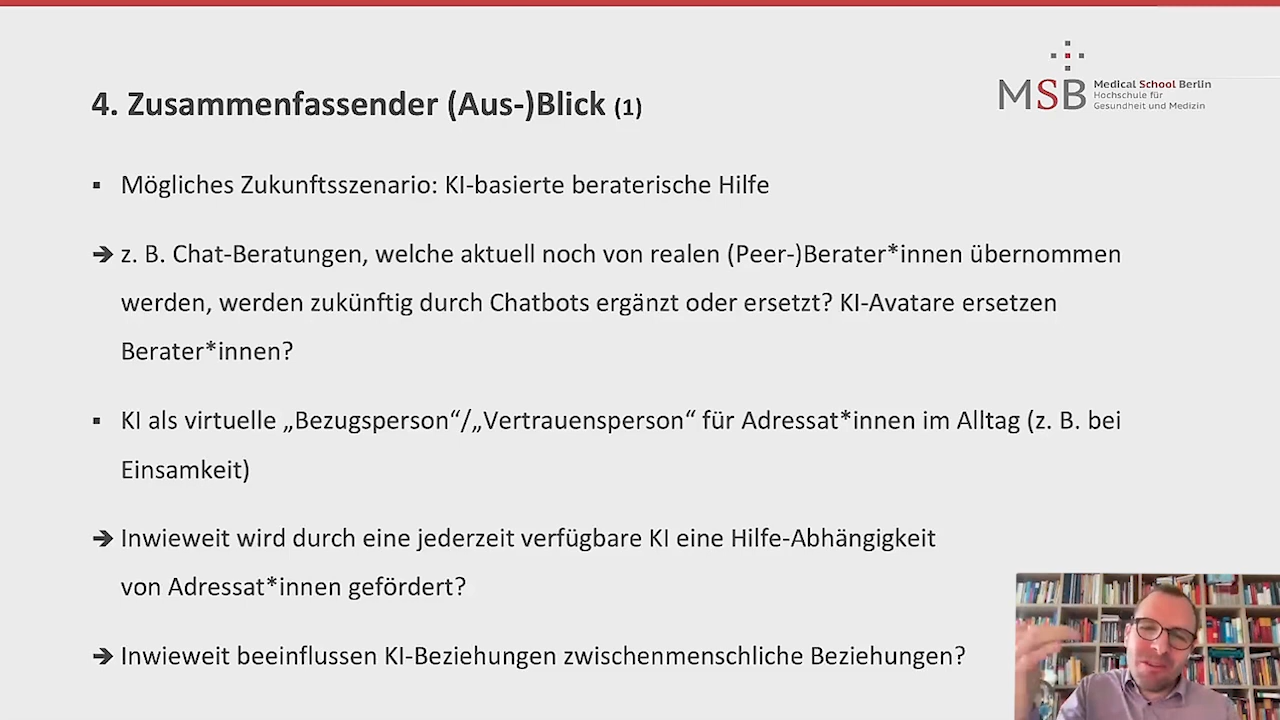 4. Zusammenfassender (Aus-)Blick (1)
MSB Medical School Berlin
Hochschule für
Gesundheit und Medizin
▪ Mögliches Zukunftsszenario: KI-basierte beraterische Hilfe
➔ z. B. Chat-Beratungen, welche aktuell noch von realen (Peer-)Berater*innen übernommen
werden, werden zukünftig durch Chatbots ergänzt oder ersetzt? KI-Avatare ersetzen
Berater*innen?
▪ KI als virtuelle „Bezugsperson“/„Vertrauensperson“ für Adressat*innen im Alltag (z. B. bei
Einsamkeit)
➔ Inwieweit wird durch eine jederzeit verfügbare KI eine Hilfe-Abhängigkeit
von Adressat*innen gefördert?
➔ Inwieweit beeinflussen KI-Beziehungen zwischenmenschliche Beziehungen?